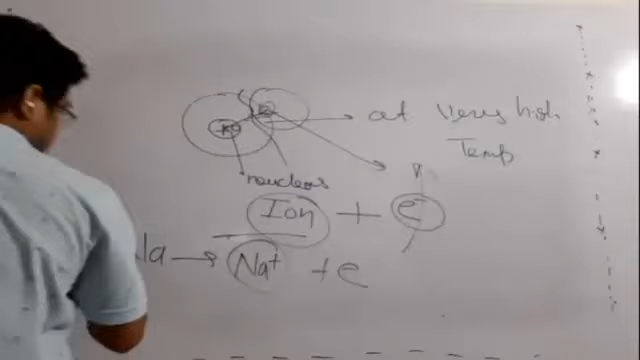 at very high
Temp
nucleus
Ion + e⁻
Na → Na⁺ + e